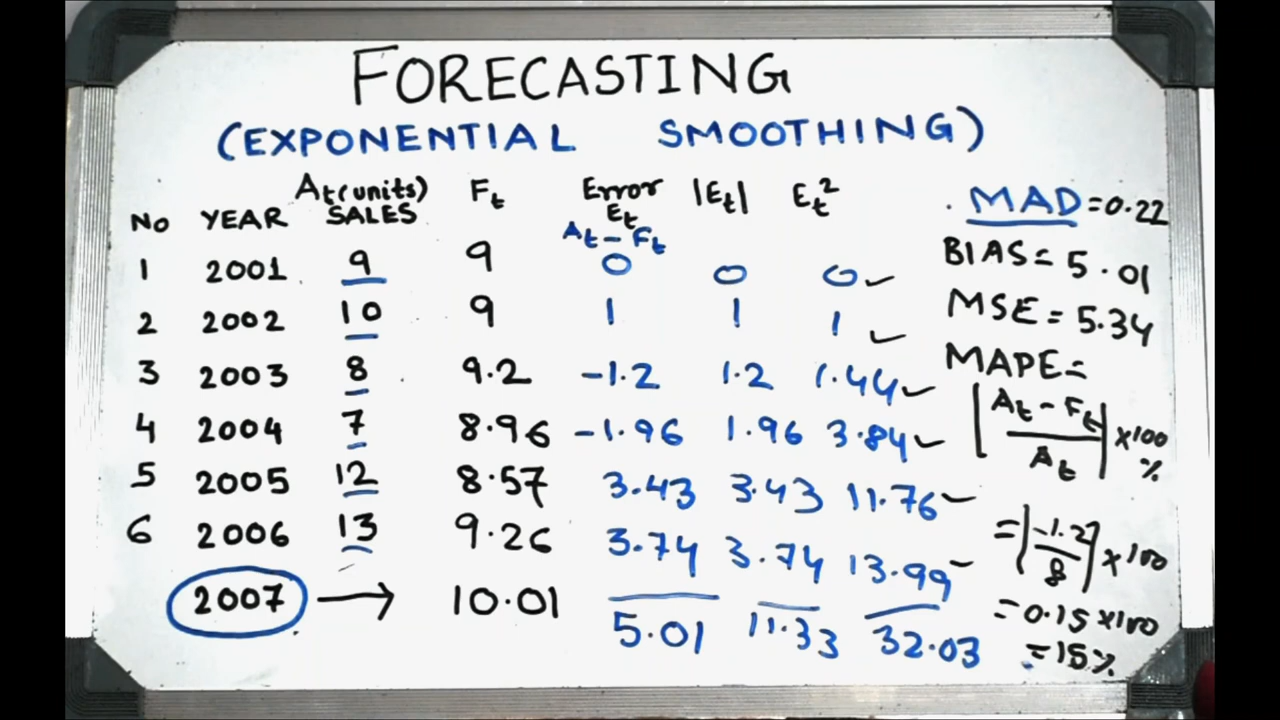 FORECASTING
(EXPONENTIAL SMOOTHING)
No YEAR At(units) SALES Ft Error Et At-Ft |Et| Et²
1 2001 9 9 0 0 0 ✓
2 2002 10 9 1 1 1 ✓
3 2003 8 9.2 -1.2 1.2 1.44 ✓
4 2004 7 8.96 -1.96 1.96 3.84 ✓
5 2005 12 8.57 3.43 3.43 11.76
6 2006 13 9.26 3.74 3.74 13.99
2007 → 10.01 5.01 11.33 32.03
MAD = 0.22
BIAS = 5.01
MSE = 5.34
MAPE =
|At - Ft / At| × 100 %
= |-1.2 / 8| × 100
= 0.15 × 100
= 15%